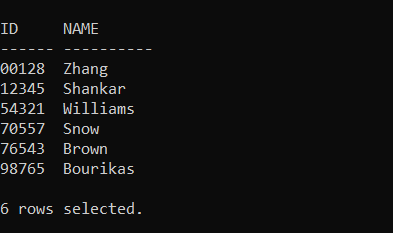 ID     NAME
------ ----------
00128  Zhang
12345  Shankar
54321  Williams
70557  Snow
76543  Brown
98765  Bourikas
6 rows selected.